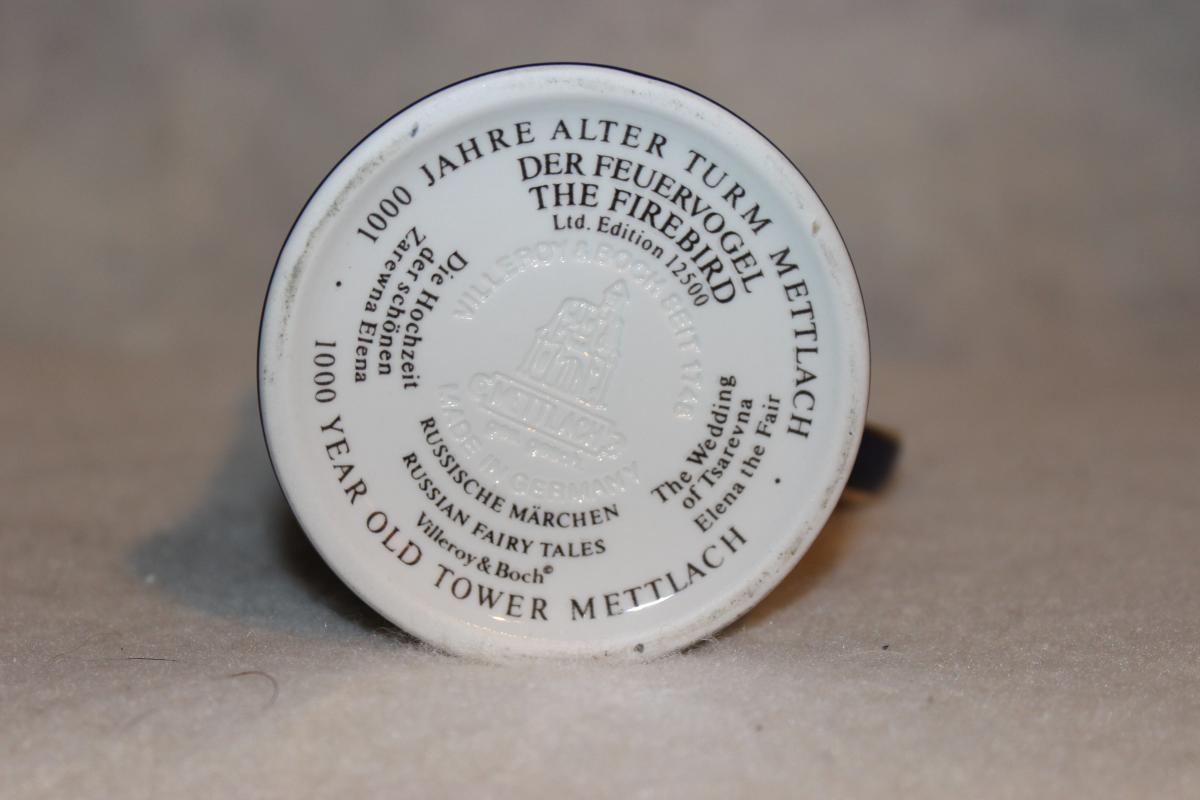 1000 JAHRE ALTER TURM METTLACH
DER FEUERVOGEL
THE FIREBIRD
Ltd. Edition 12500
Die Hochzeit
der schönen
Zarewna Elena
VILLEROY & BOCH SEIT 1748
METTLACH
MADE IN GERMANY
The Wedding
of Tsarevna
Elena the Fair
RUSSISCHE MÄRCHEN
RUSSIAN FAIRY TALES
Villeroy & Boch©
1000 YEAR OLD TOWER METTLACH